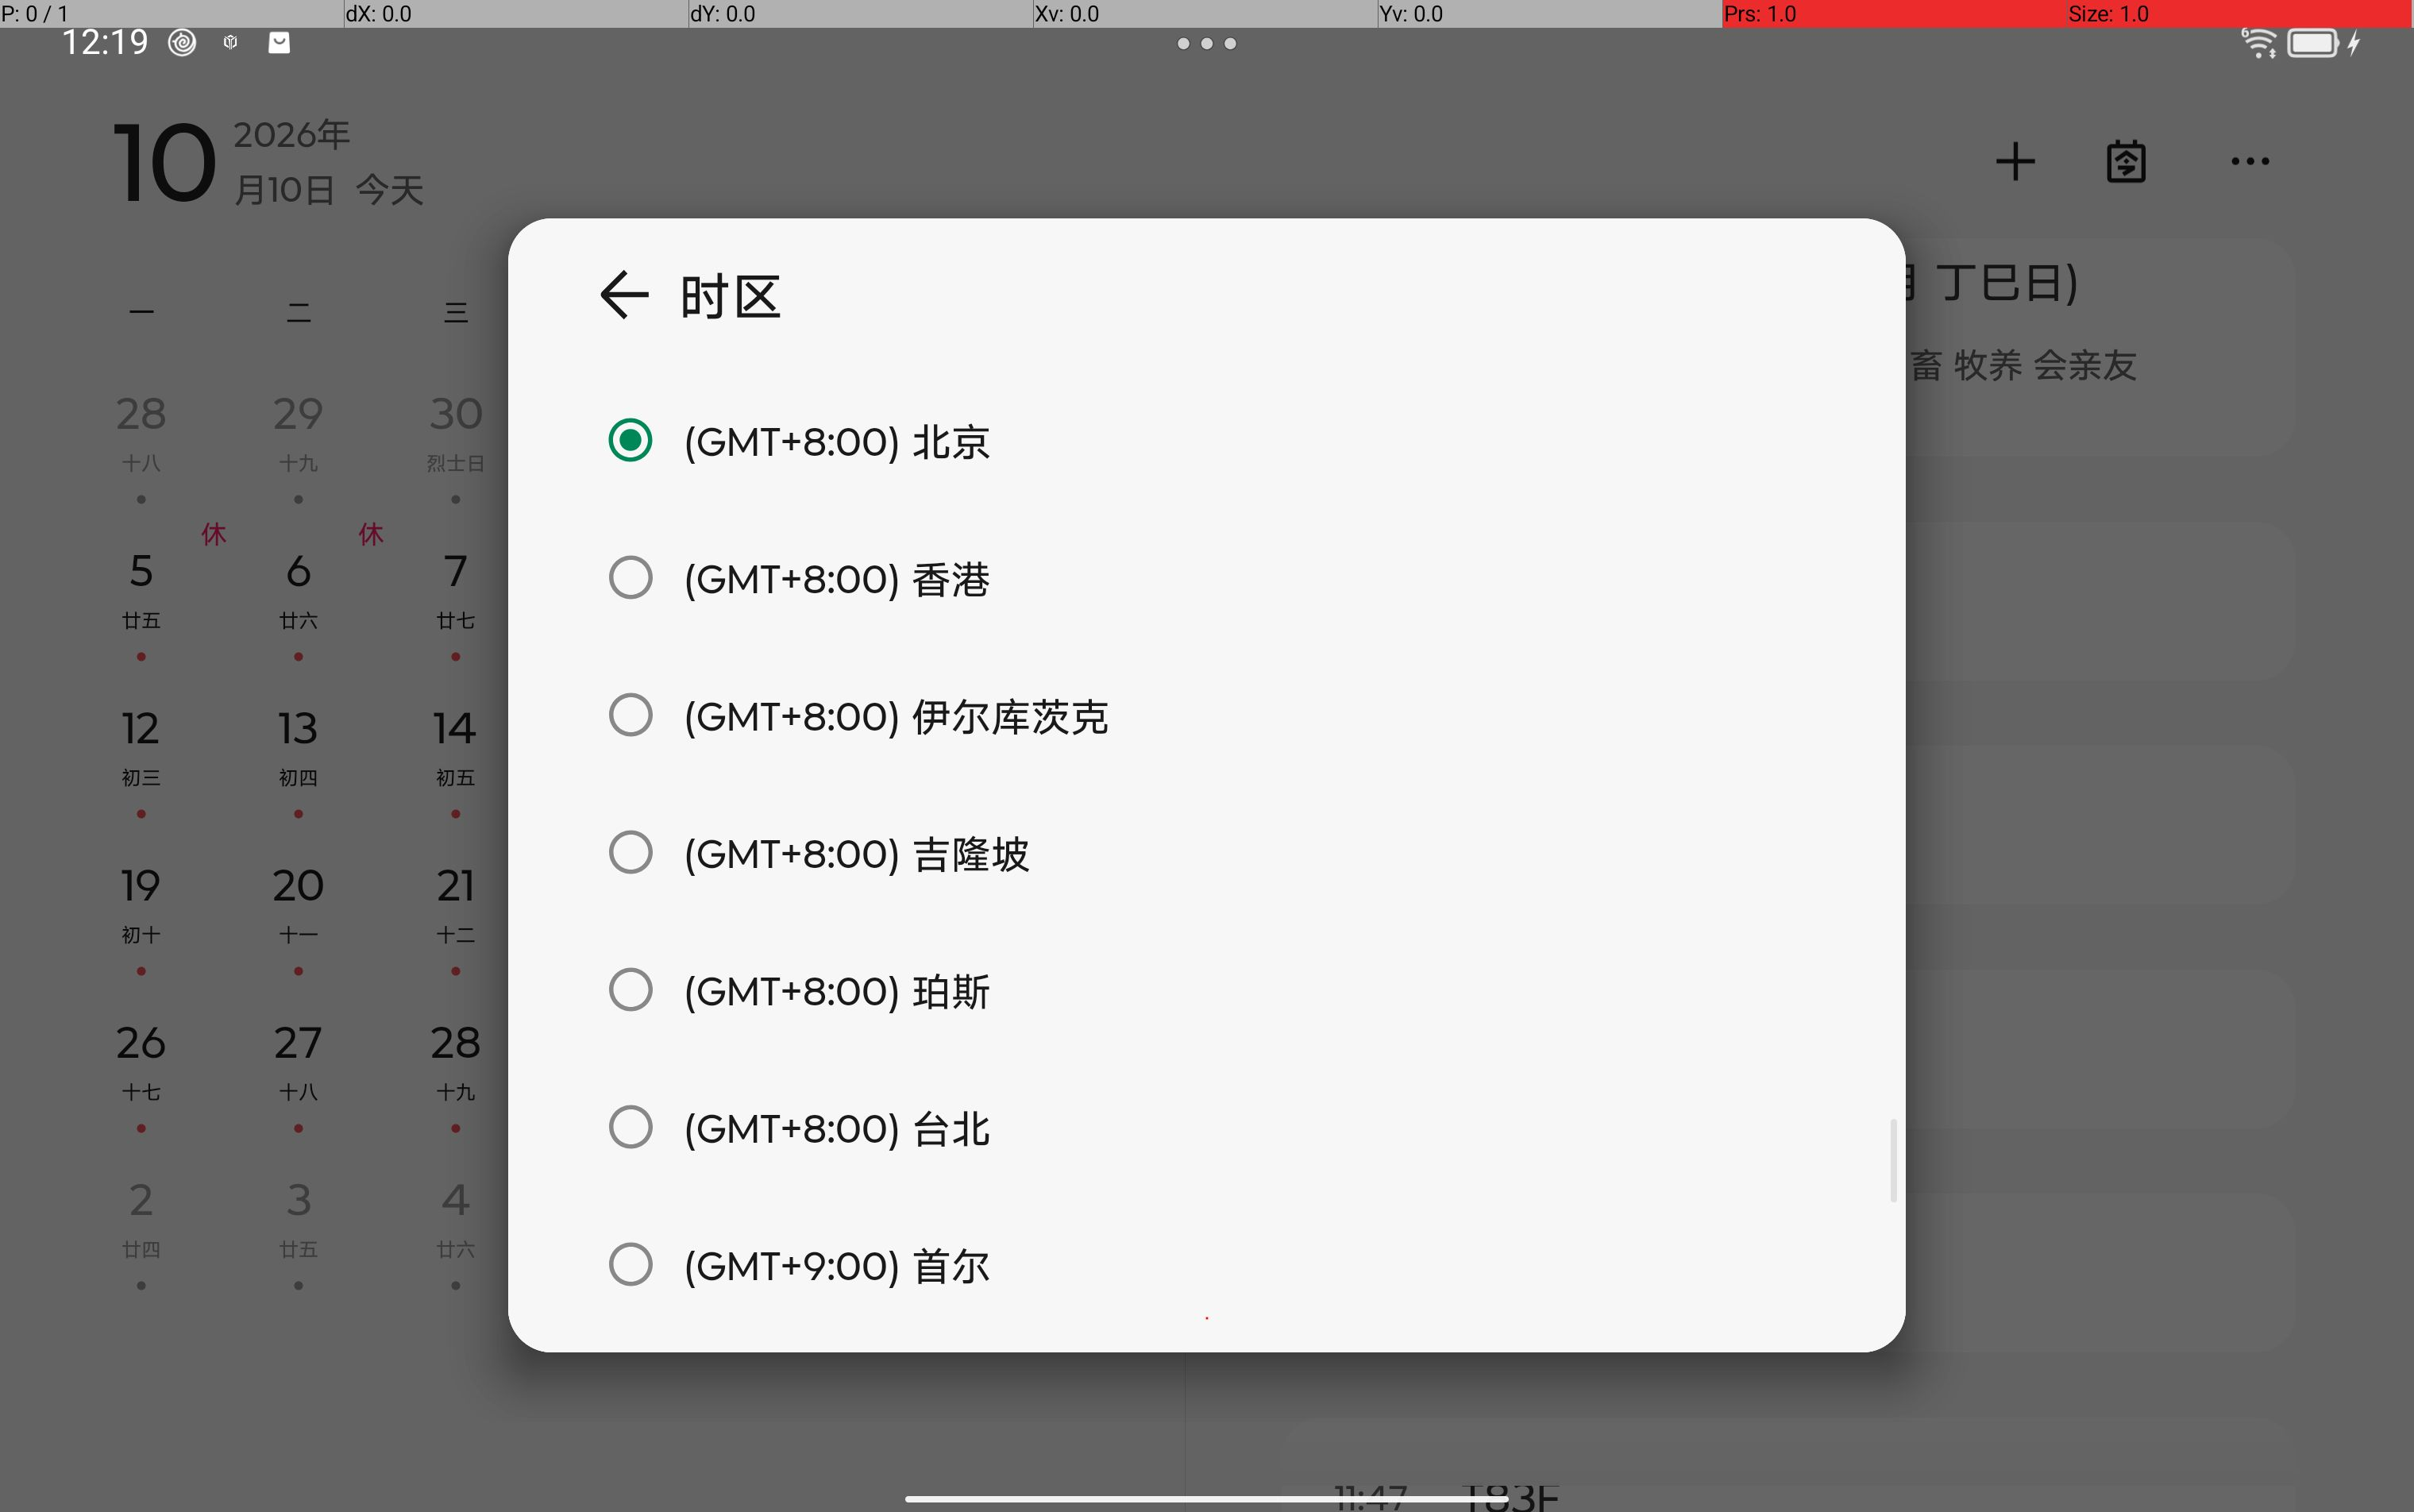 P: 0 / 1 dX: 0.0 dY: 0.0 Xv: 0.0 Yv: 0.0 Prs: 1.0 Size: 1.0
12:19
6
10 2026年
月10日 今天
一 二 三
28 29 30
十八 十九 烈士日
休 休
5 6 7
廿五 廿六 廿七
12 13 14
初三 初四 初五
19 20 21
初十 十一 十二
26 27 28
十七 十八 十九
2 3 4
廿四 廿五 廿六
时区
(GMT+8:00) 北京
(GMT+8:00) 香港
(GMT+8:00) 伊尔库茨克
(GMT+8:00) 吉隆坡
(GMT+8:00) 珀斯
(GMT+8:00) 台北
(GMT+9:00) 首尔
丁巳日)
畜 牧养 会亲友
11:47